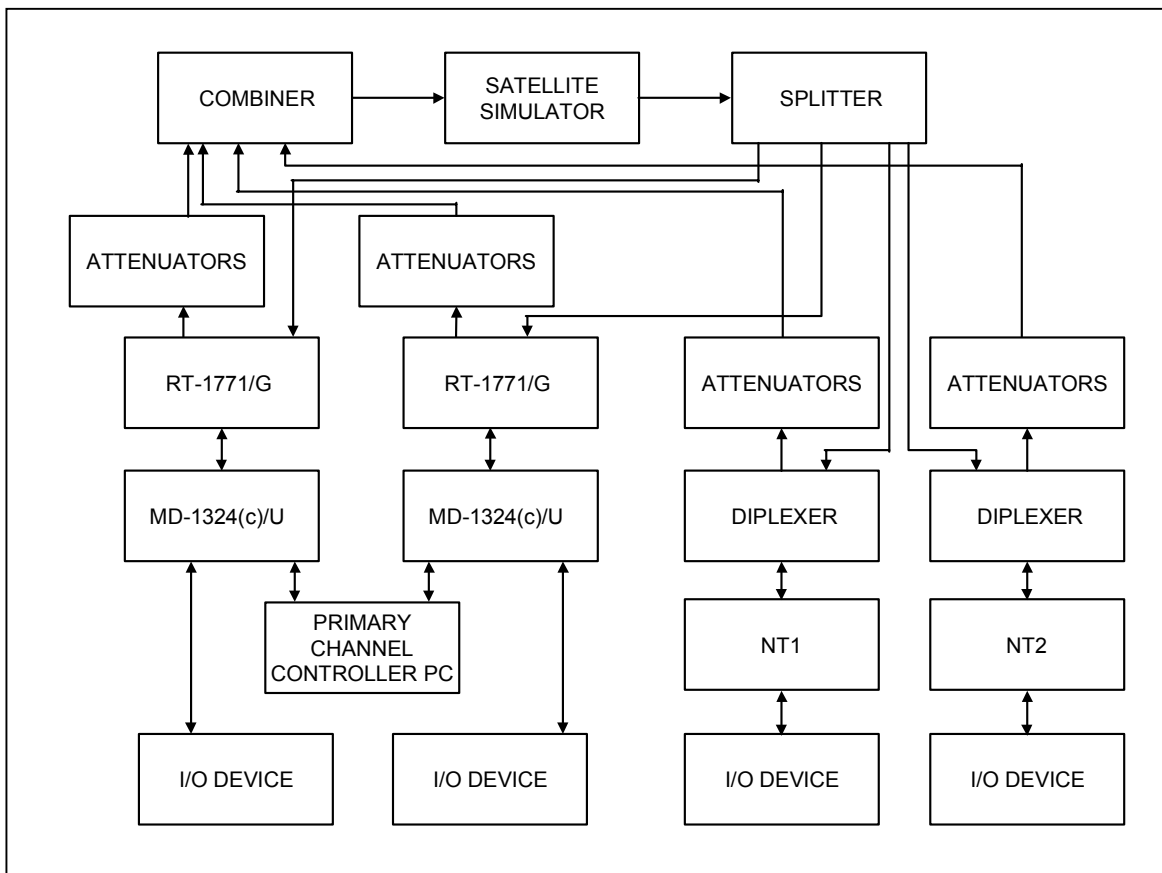 COMBINER
SATELLITE
SIMULATOR
SPLITTER
ATTENUATORS
ATTENUATORS
RT-1771/G
RT-1771/G
ATTENUATORS
ATTENUATORS
MD-1324(c)/U
MD-1324(c)/U
DIPLEXER
DIPLEXER
PRIMARY
CHANNEL
CONTROLLER PC
NT1
NT2
I/O DEVICE
I/O DEVICE
I/O DEVICE
I/O DEVICE